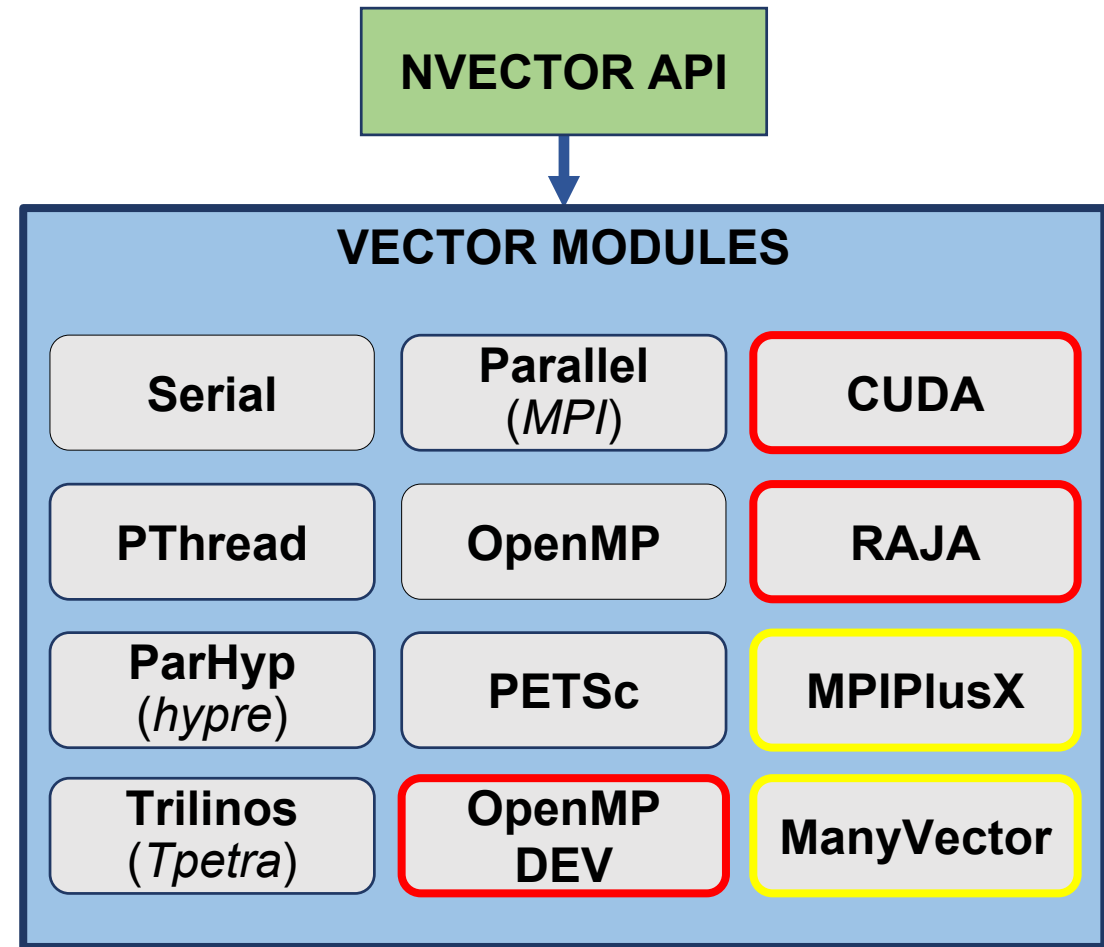 NVECTOR API
VECTOR MODULES
Serial
Parallel
(MPI)
CUDA
PThread
OpenMP
RAJA
ParHyp
(hypre)
PETSc
MPIPlusX
Trilinos
(Tpetra)
OpenMP
DEV
ManyVector